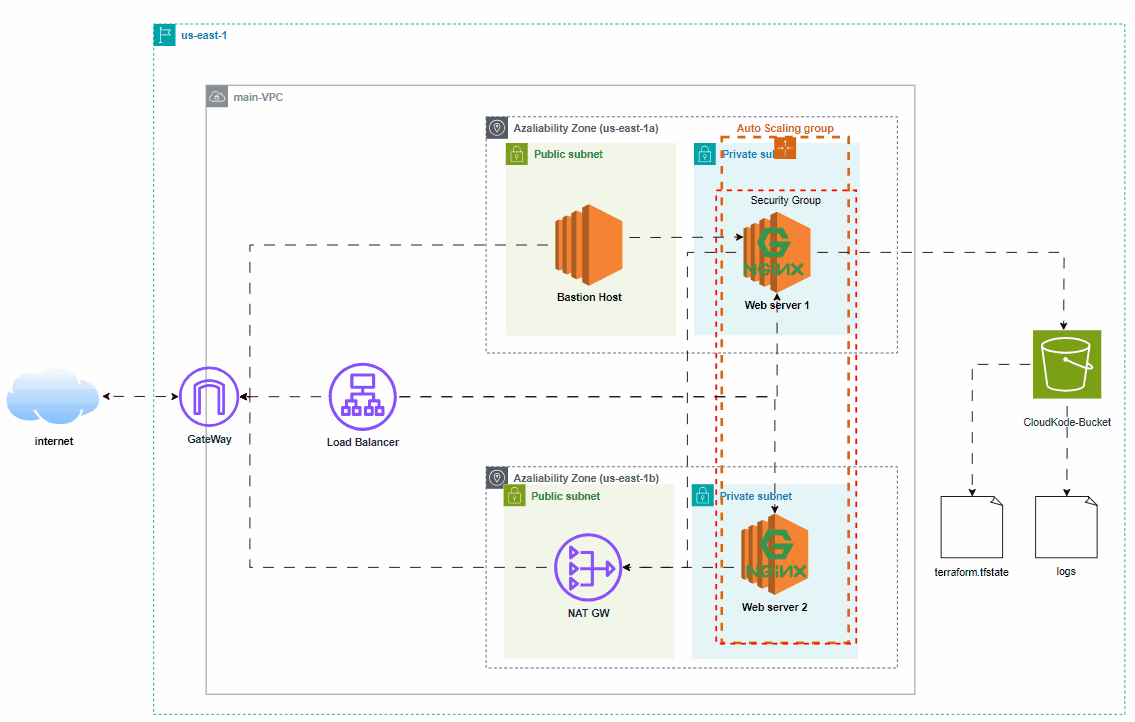 us-east-1
main-VPC
Azaliability Zone (us-east-1a)
Auto Scaling group
Public subnet
Private su
Security Group
NGiNX
Bastion Host
Web server 1
internet
GateWay
Load Balancer
CloudKode-Bucket
Azaliability Zone (us-east-1b)
Public subnet
Private subnet
NGiNX
NAT GW
Web server 2
terraform.tfstate
logs